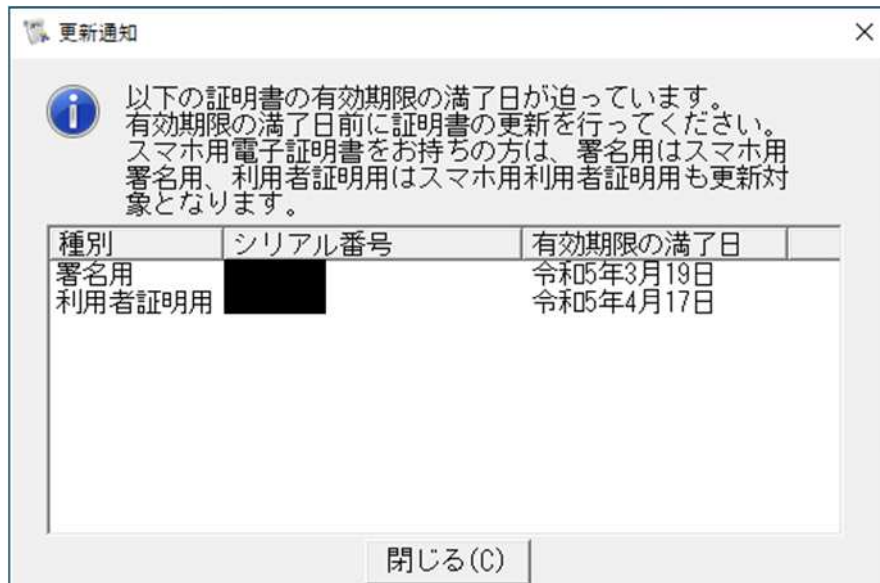 更新通知
以下の証明書の有効期限の満了日が迫っています。
有効期限の満了日前に証明書の更新を行ってください。
スマホ用電子証明書をお持ちの方は、署名用はスマホ用
署名用、利用者証明用はスマホ用利用者証明用も更新対
象となります。
種別 シリアル番号 有効期限の満了日
署名用 令和5年3月19日
利用者証明用 令和5年4月17日
閉じる(C)